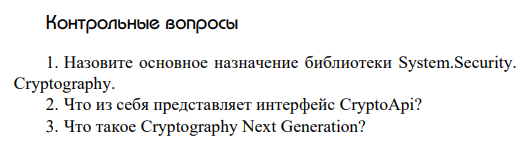 Контрольные вопросы
1. Назовите основное назначение библиотеки System.Security.
Cryptography.
2. Что из себя представляет интерфейс CryptoApi?
3. Что такое Cryptography Next Generation?